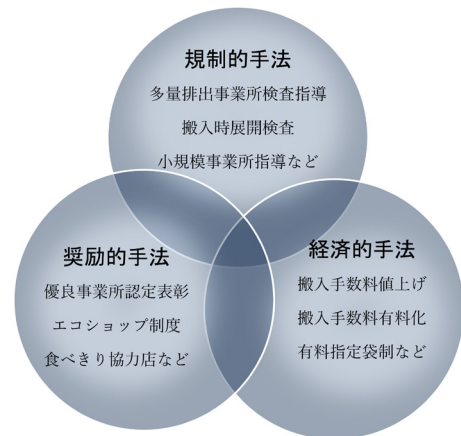 規制的手法
多量排出事業所検査指導
搬入時展開検査
小規模事業所指導など
奨励的手法
優良事業所認定表彰
エコショップ制度
食べきり協力店など
経済的手法
搬入手数料値上げ
搬入手数料有料化
有料指定袋制など